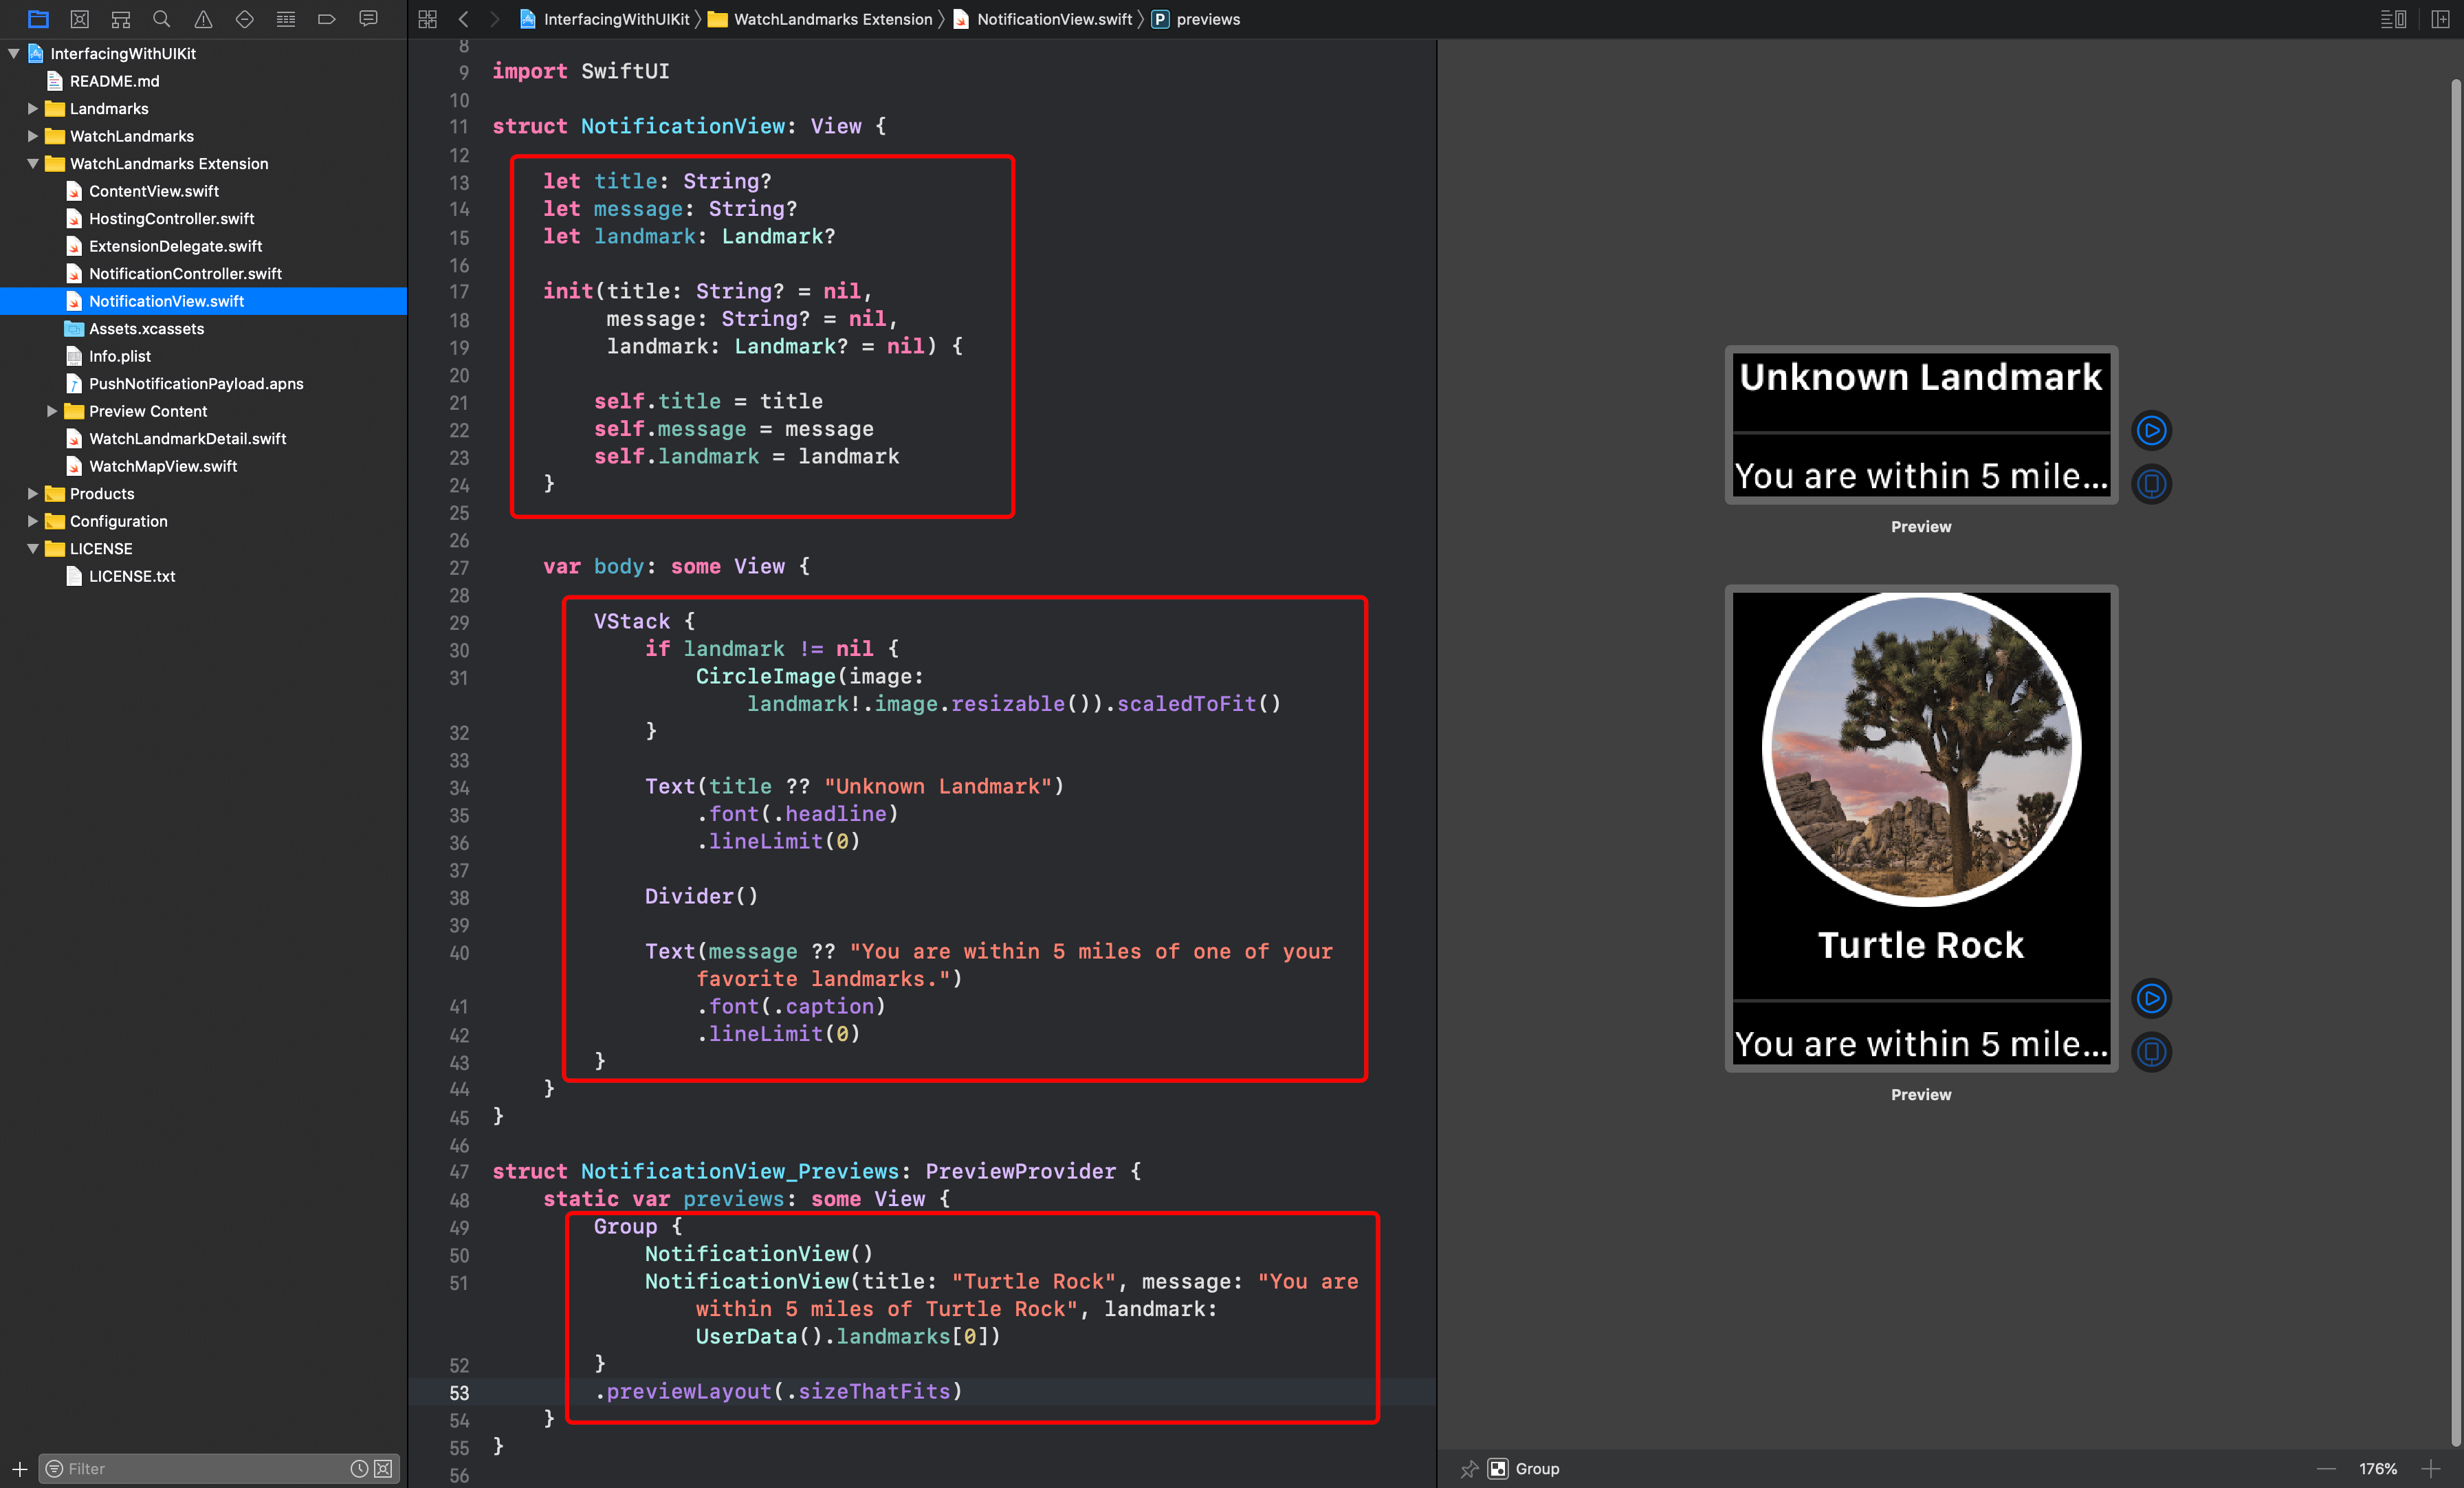 InterfacingWithUIKit
README.md
Landmarks
WatchLandmarks
WatchLandmarks Extension
ContentView.swift
HostingController.swift
ExtensionDelegate.swift
NotificationController.swift
NotificationView.swift
Assets.xcassets
Info.plist
PushNotificationPayload.apns
Preview Content
WatchLandmarkDetail.swift
WatchMapView.swift
Products
Configuration
LICENSE
LICENSE.txt
Filter
InterfacingWithUIKit 〉 WatchLandmarks Extension 〉 NotificationView.swift 〉 P previews
8
9 import SwiftUI
10
11 struct NotificationView: View {
12
13 let title: String?
14 let message: String?
15 let landmark: Landmark?
16
17 init(title: String? = nil,
18 message: String? = nil,
19 landmark: Landmark? = nil) {
20
21 self.title = title
22 self.message = message
23 self.landmark = landmark
24 }
25
26
27 var body: some View {
28
29 VStack {
30 if landmark != nil {
31 CircleImage(image:
landmark!.image.resizable()).scaledToFit()
32 }
33
34 Text(title ?? "Unknown Landmark")
35 .font(.headline)
36 .lineLimit(0)
37
38 Divider()
39
40 Text(message ?? "You are within 5 miles of one of your
favorite landmarks.")
41 .font(.caption)
42 .lineLimit(0)
43 }
44 }
45 }
46
47 struct NotificationView_Previews: PreviewProvider {
48 static var previews: some View {
49 Group {
50 NotificationView()
51 NotificationView(title: "Turtle Rock", message: "You are
within 5 miles of Turtle Rock", landmark:
UserData().landmarks[0])
52 }
53 .previewLayout(.sizeThatFits)
54 }
55 }
56
Unknown Landmark
You are within 5 mile...
Preview
Turtle Rock
You are within 5 mile...
Preview
Group
176%